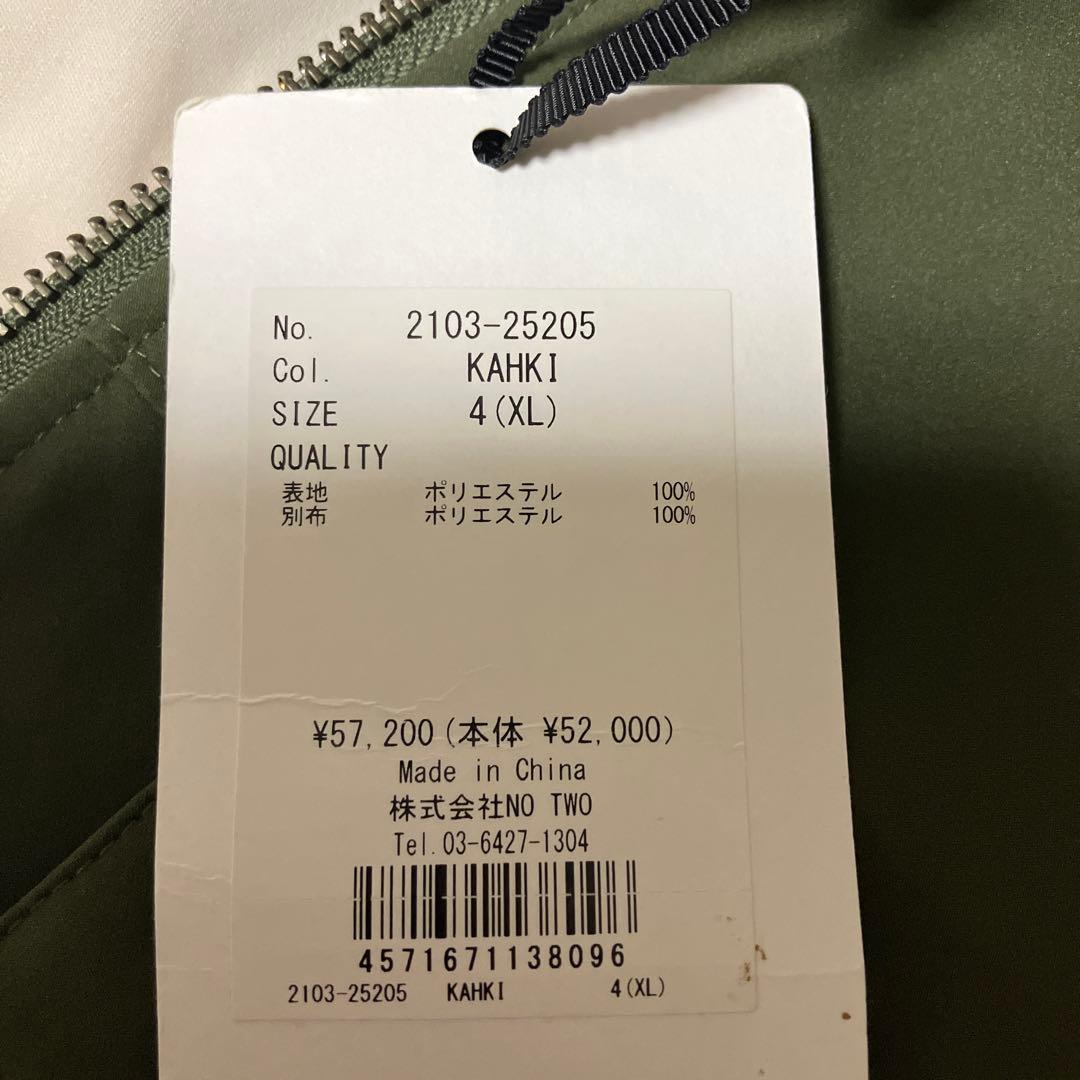 No. 2103-25205
Col. KAHKI
SIZE 4(XL)
QUALITY
表地 ポリエステル 100%
別布 ポリエステル 100%
¥57,200(本体 ¥52,000)
Made in China
株式会社NO TWO
Tel.03-6427-1304
4571671138096
2103-25205 KAHKI 4(XL)